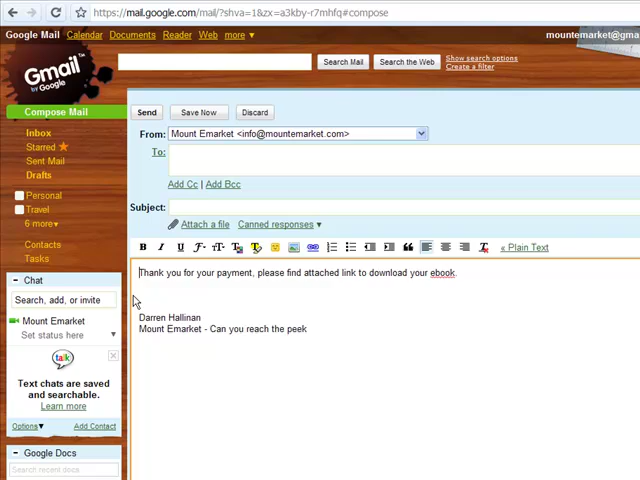 https://mail.google.com/mail/?shva=1&zx=a3kby-r7mhfq#compose
Google Mail Calendar Documents Reader Web more ▼ mountemarket@gma
Gmail
by Google
Search Mail Search the Web Show search options
Create a filter
Compose Mail
Inbox
Starred
Sent Mail
Drafts
Personal
Travel
6 more▼
Contacts
Tasks
Send Save Now Discard
From: Mount Emarket <info@mountemarket.com>
To:
Add Cc | Add Bcc
Subject:
Attach a file Canned responses ▼
B I U « Plain Text
Thank you for your payment, please find attached link to download your ebook.
Darren Hallinan
Mount Emarket - Can you reach the peek
Chat
Search, add, or invite
Mount Emarket
Set status here
talk
Text chats are saved
and searchable.
Learn more
Options▼ Add Contact
Google Docs
Search recent docs